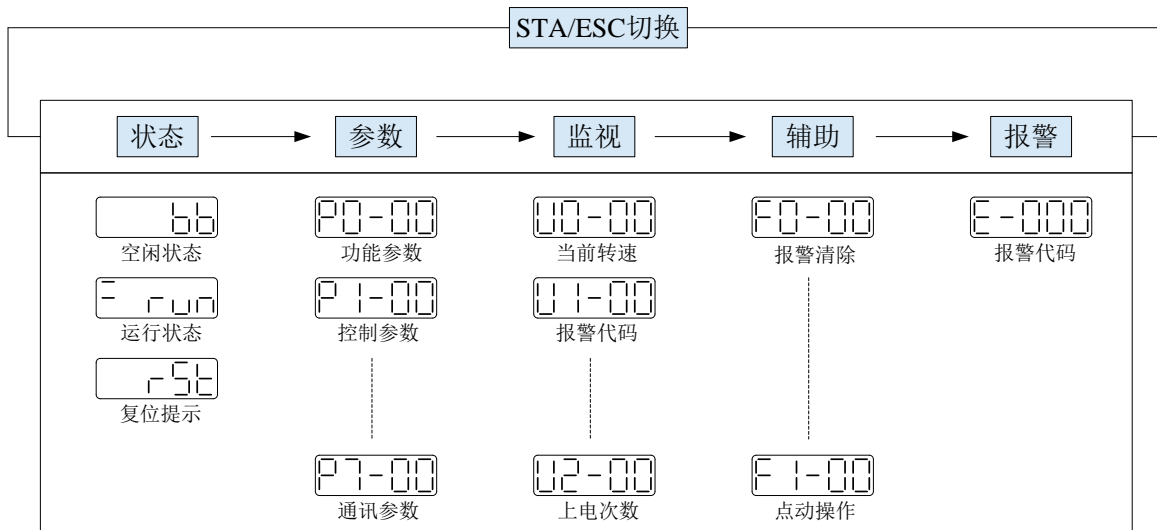 STA/ESC切换
状态 参数 监视 辅助 报警
bb P0-00 U0-00 F0-00 E-000
空闲状态 功能参数 当前转速 报警清除 报警代码
run P1-00 U1-00
运行状态 控制参数 报警代码
rSt
复位提示
P7-00 U2-00 F1-00
通讯参数 上电次数 点动操作